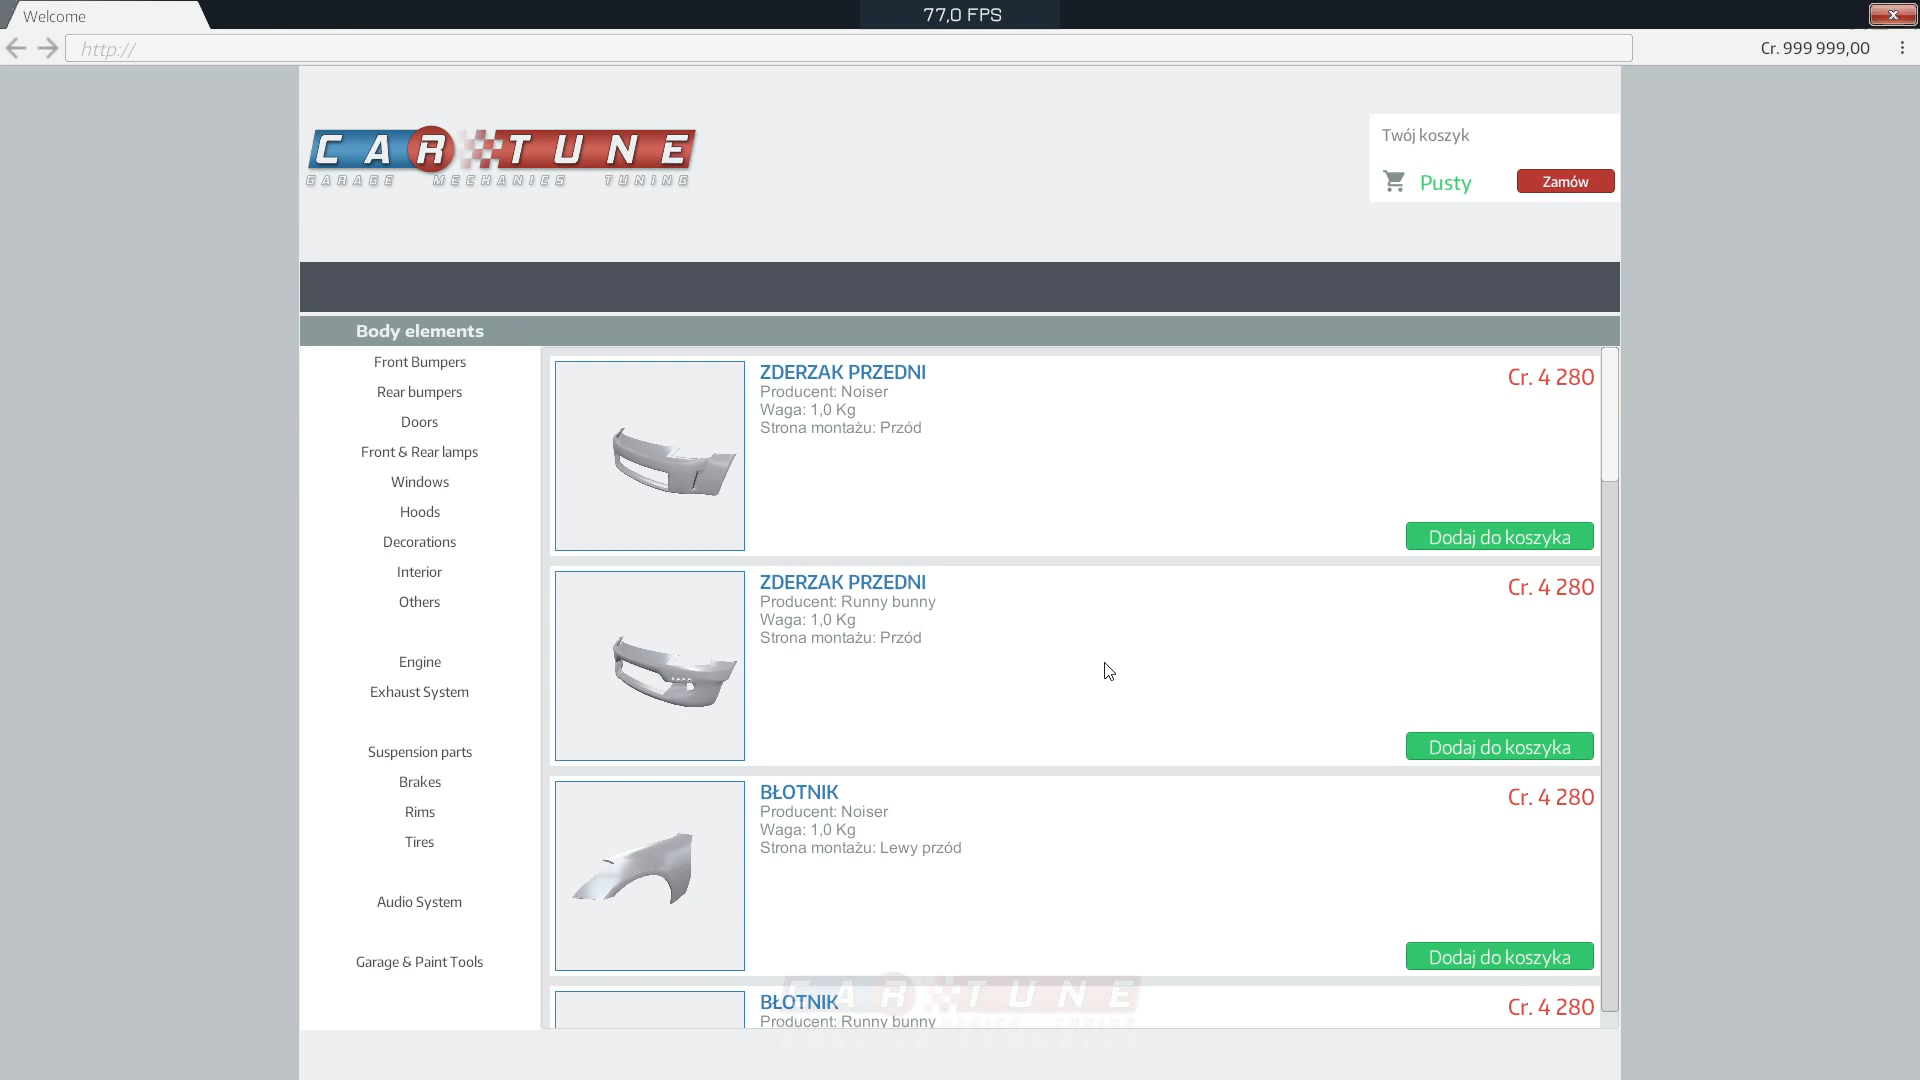 Welcome
77,0 FPS
http://
Cr. 999 999,00
CAR TUNE
GARAGE MECHANICS TUNING
Twój koszyk
Pusty
Zamów
Body elements
Front Bumpers
Rear bumpers
Doors
Front & Rear lamps
Windows
Hoods
Decorations
Interior
Others
Engine
Exhaust System
Suspension parts
Brakes
Rims
Tires
Audio System
Garage & Paint Tools
ZDERZAK PRZEDNI
Cr. 4 280
Producent: Noiser
Waga: 1,0 Kg
Strona montażu: Przód
Dodaj do koszyka
ZDERZAK PRZEDNI
Cr. 4 280
Producent: Runny bunny
Waga: 1,0 Kg
Strona montażu: Przód
Dodaj do koszyka
BŁOTNIK
Cr. 4 280
Producent: Noiser
Waga: 1,0 Kg
Strona montażu: Lewy przód
Dodaj do koszyka
CAR TUNE
BŁOTNIK
Cr. 4 280
Producent: Runny bunny